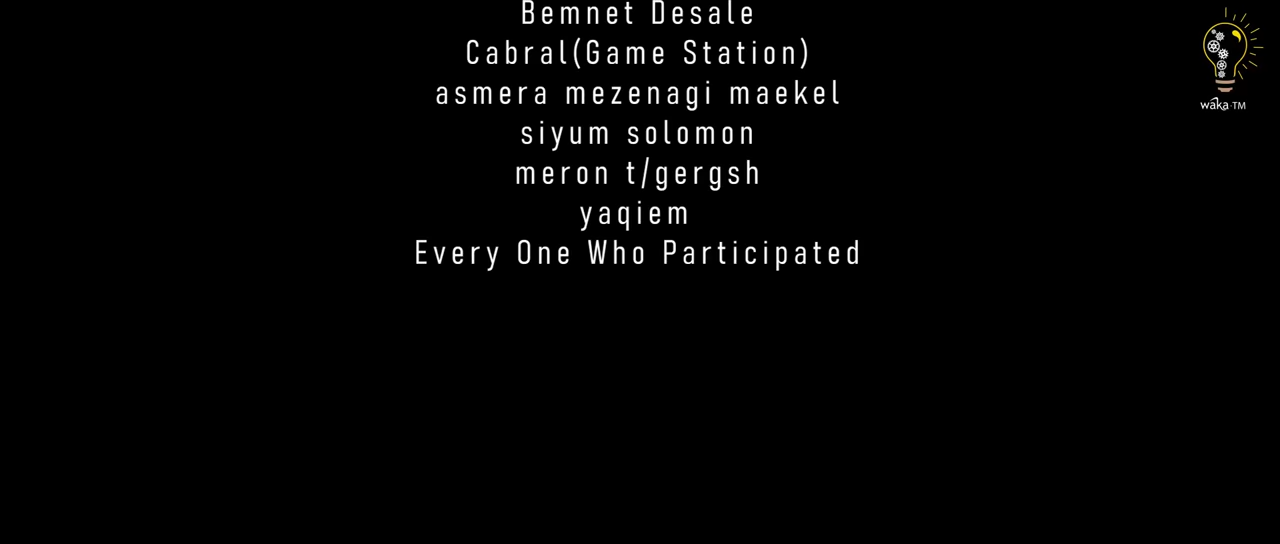 Bemnet Desale
Cabral(Game Station)
asmera mezenagi maekel
siyum solomon
meron t/gergsh
yaqiem
Every One Who Participated
waka TM